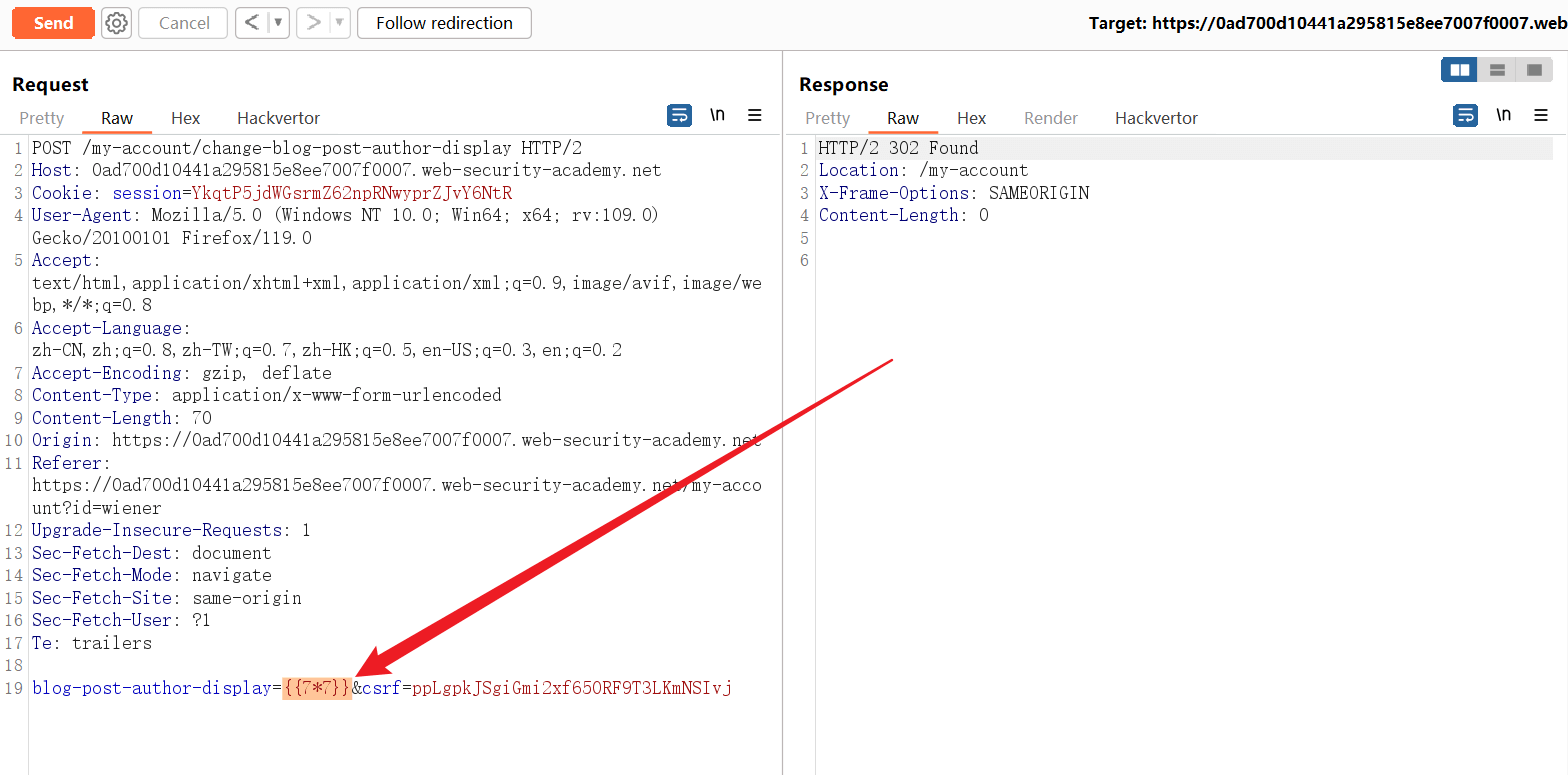 Send
Cancel
<
>
Follow redirection
Target: https://0ad700d10441a295815e8ee7007f0007.web
Request
Pretty Raw Hex Hackvertor \n
1 POST /my-account/change-blog-post-author-display HTTP/2
2 Host: 0ad700d10441a295815e8ee7007f0007.web-security-academy.net
3 Cookie: session=YkqtP5jdWGsrmZ62npRNwyprZJvY6NtR
4 User-Agent: Mozilla/5.0 (Windows NT 10.0; Win64; x64; rv:109.0)
Gecko/20100101 Firefox/119.0
5 Accept:
text/html,application/xhtml+xml,application/xml;q=0.9,image/avif,image/we
bp,*/*;q=0.8
6 Accept-Language:
zh-CN,zh;q=0.8,zh-TW;q=0.7,zh-HK;q=0.5,en-US;q=0.3,en;q=0.2
7 Accept-Encoding: gzip, deflate
8 Content-Type: application/x-www-form-urlencoded
9 Content-Length: 70
10 Origin: https://0ad700d10441a295815e8ee7007f0007.web-security-academy.net
11 Referer:
https://0ad700d10441a295815e8ee7007f0007.web-security-academy.net/my-acco
unt?id=wiener
12 Upgrade-Insecure-Requests: 1
13 Sec-Fetch-Dest: document
14 Sec-Fetch-Mode: navigate
15 Sec-Fetch-Site: same-origin
16 Sec-Fetch-User: ?1
17 Te: trailers
18
19 blog-post-author-display={{7*7}}&csrf=ppLgpkJSgiGmi2xf650RF9T3LKmNSIvj
Response
Pretty Raw Hex Render Hackvertor \n
1 HTTP/2 302 Found
2 Location: /my-account
3 X-Frame-Options: SAMEORIGIN
4 Content-Length: 0
5
6